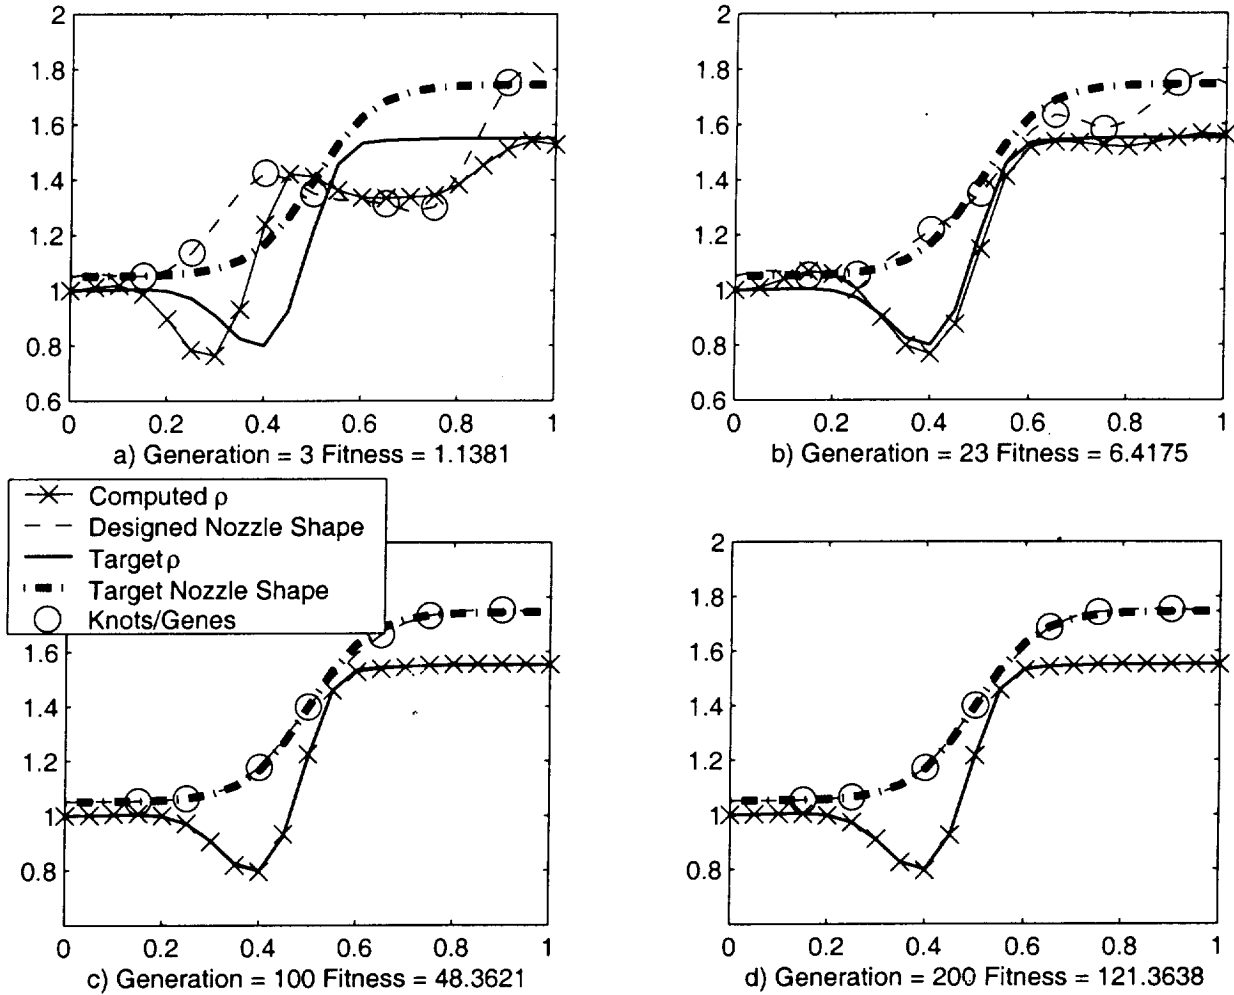 2
1.8
1.6
1.4
1.2
1
0.8
0.6
0 0.2 0.4 0.6 0.8 1
a) Generation = 3 Fitness = 1.1381
2
1.8
1.6
1.4
1.2
1
0.8
0.6
0 0.2 0.4 0.6 0.8 1
b) Generation = 23 Fitness = 6.4175
Computed ρ
Designed Nozzle Shape
Target ρ
Target Nozzle Shape
Knots/Genes
1.6
1.4
1.2
1
0.8
0 0.2 0.4 0.6 0.8 1
c) Generation = 100 Fitness = 48.3621
2
1.8
1.6
1.4
1.2
1
0.8
0 0.2 0.4 0.6 0.8 1
d) Generation = 200 Fitness = 121.3638